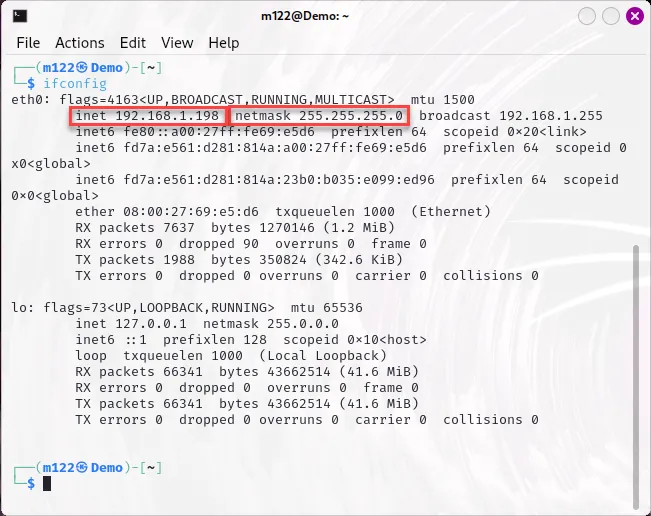 m122@Demo: ~
File Actions Edit View Help
┌──(m122㉿Demo)-[~]
└─$ ifconfig
eth0: flags=4163<UP,BROADCAST,RUNNING,MULTICAST>  mtu 1500
        inet 192.168.1.198  netmask 255.255.255.0  broadcast 192.168.1.255
        inet6 fe80::a00:27ff:fe69:e5d6  prefixlen 64  scopeid 0×20<link>
        inet6 fd7a:e561:d281:814a:a00:27ff:fe69:e5d6  prefixlen 64  scopeid 0
x0<global>
        inet6 fd7a:e561:d281:814a:23b0:b035:e099:ed96  prefixlen 64  scopeid
0×0<global>
        ether 08:00:27:69:e5:d6  txqueuelen 1000  (Ethernet)
        RX packets 7637  bytes 1270146 (1.2 MiB)
        RX errors 0  dropped 90  overruns 0  frame 0
        TX packets 1988  bytes 350824 (342.6 KiB)
        TX errors 0  dropped 0 overruns 0  carrier 0  collisions 0
lo: flags=73<UP,LOOPBACK,RUNNING>  mtu 65536
        inet 127.0.0.1  netmask 255.0.0.0
        inet6 ::1  prefixlen 128  scopeid 0×10<host>
        loop  txqueuelen 1000  (Local Loopback)
        RX packets 66341  bytes 43662514 (41.6 MiB)
        RX errors 0  dropped 0  overruns 0  frame 0
        TX packets 66341  bytes 43662514 (41.6 MiB)
        TX errors 0  dropped 0 overruns 0  carrier 0  collisions 0
┌──(m122㉿Demo)-[~]
└─$